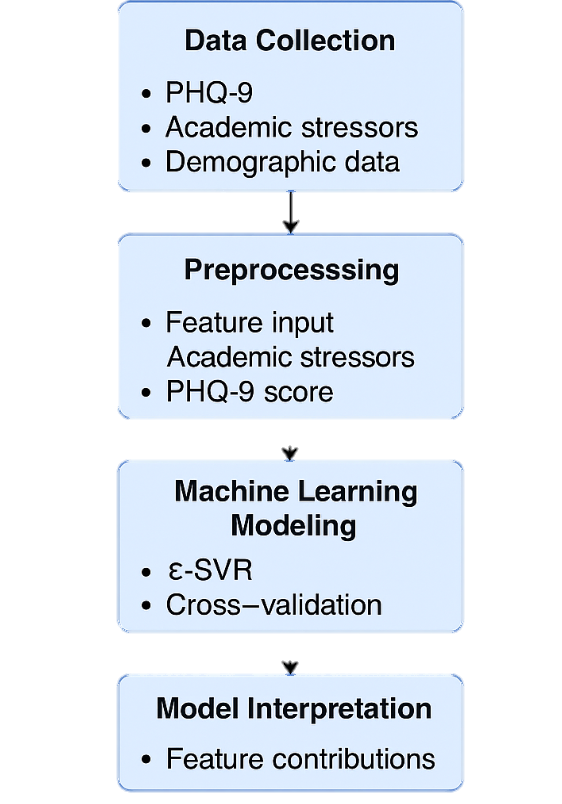 Data Collection
• PHQ-9
• Academic stressors
• Demographic data
Preprocesssing
• Feature input
Academic stressors
• PHQ-9 score
Machine Learning
Modeling
• ε-SVR
• Cross–validation
Model Interpretation
• Feature contributions